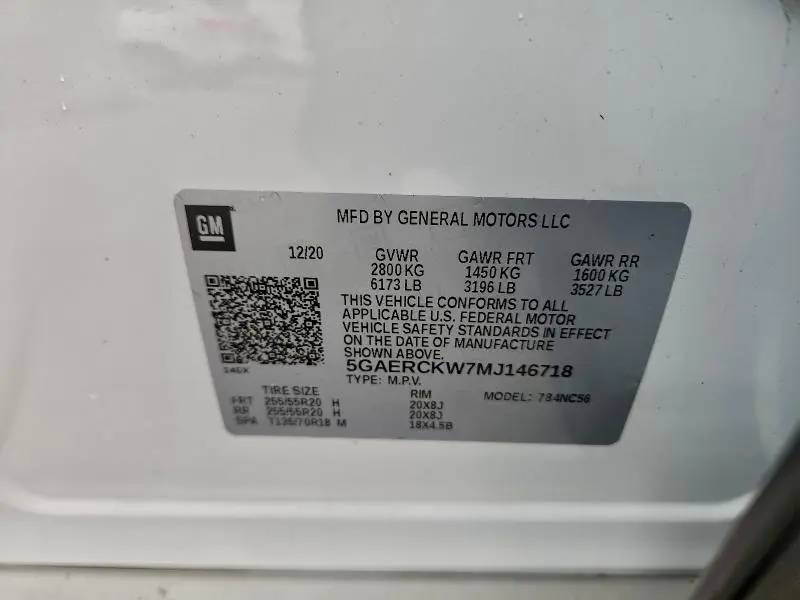 GM
MFD BY GENERAL MOTORS LLC
12/20 GVWR GAWR FRT GAWR RR
2800 KG 1450 KG 1600 KG
6173 LB 3196 LB 3527 LB
THIS VEHICLE CONFORMS TO ALL
APPLICABLE U.S. FEDERAL MOTOR
VEHICLE SAFETY STANDARDS IN EFFECT
ON THE DATE OF MANUFACTURE
SHOWN ABOVE.
5GAERCKW7MJ146718
TYPE: M.P.V. MODEL: 784NC56
TIRE SIZE RIM
FRT 255/55R20 H 20X8J
RR 255/55R20 H 20X8J
SPA T135/70R18 M 18X4.5B